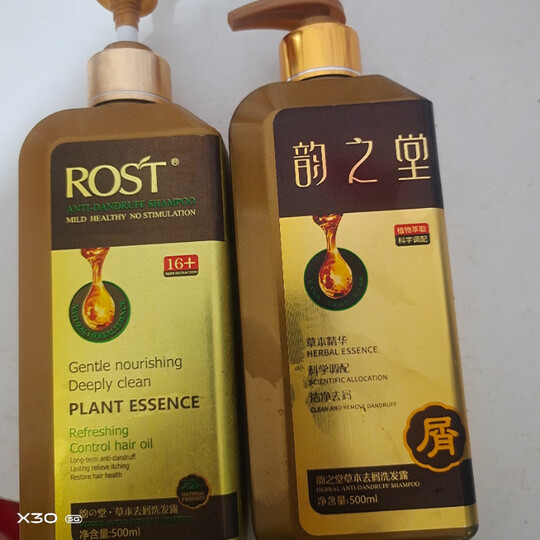 ROST®
ANTI-DANDRUFF SHAMPOO
MILD HEALTHY NO STIMULATION
16+
Gentle nourishing
Deeply clean
PLANT ESSENCE
Refreshing
Control hair oil
Long-term anti-dandruff
Lasting relieve itching
Restore hair health
NATURAL
韵之堂·草本去屑洗发露
净含量:500ml
韵之堂
植物萃取
科学调配
草本精华
HERBAL ESSENCE
科学调配
SCIENTIFIC ALLOCATION
洁净去屑
CLEAN AND REMOVE DANDRUFF
屑
韵之堂草本去屑洗发露
HERBAL ANTI-DANDRUFF SHAMPOO
净含量:500ml
X30 5G